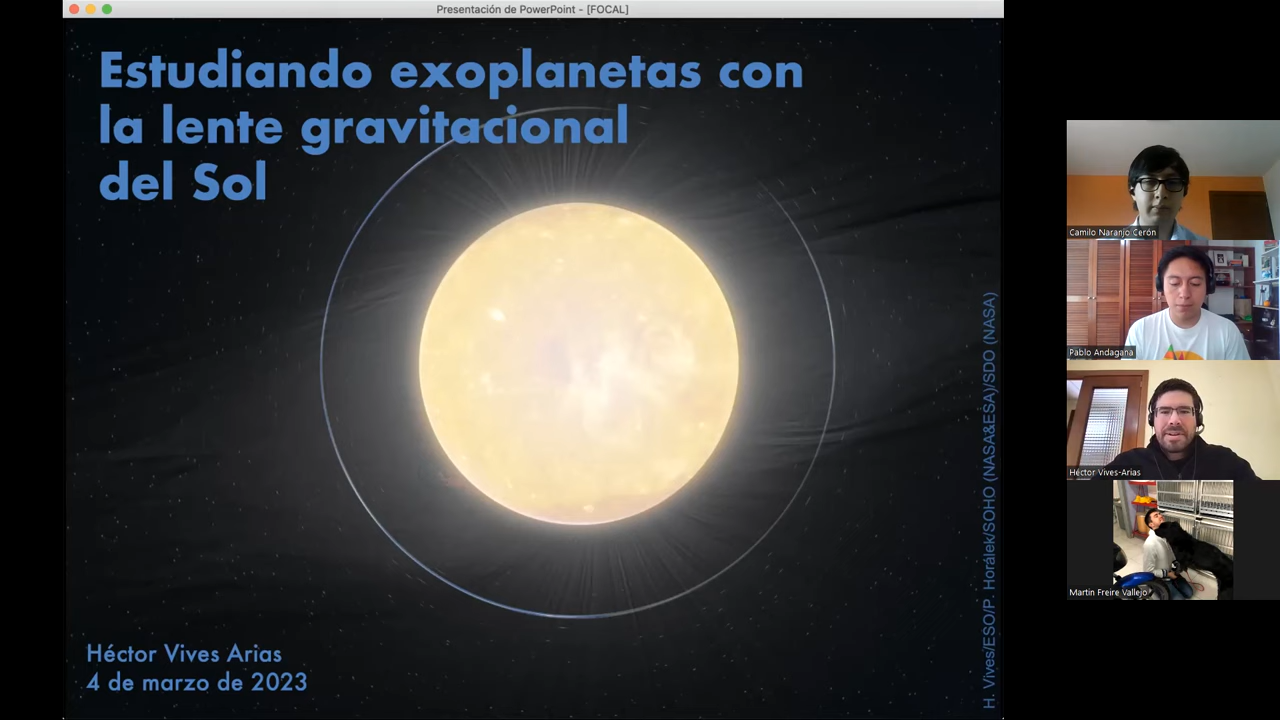 Presentación de PowerPoint - [FOCAL]
Estudiando exoplanetas con
la lente gravitacional
del Sol
Héctor Vives Arias
4 de marzo de 2023
H. Vives/ESO/P. Horálek/SOHO (NASA&ESA)/SDO (NASA)
Camilo Naranjo Cerón
Pablo Andagana
Héctor Vives-Arias
Martin Freire Vallejo